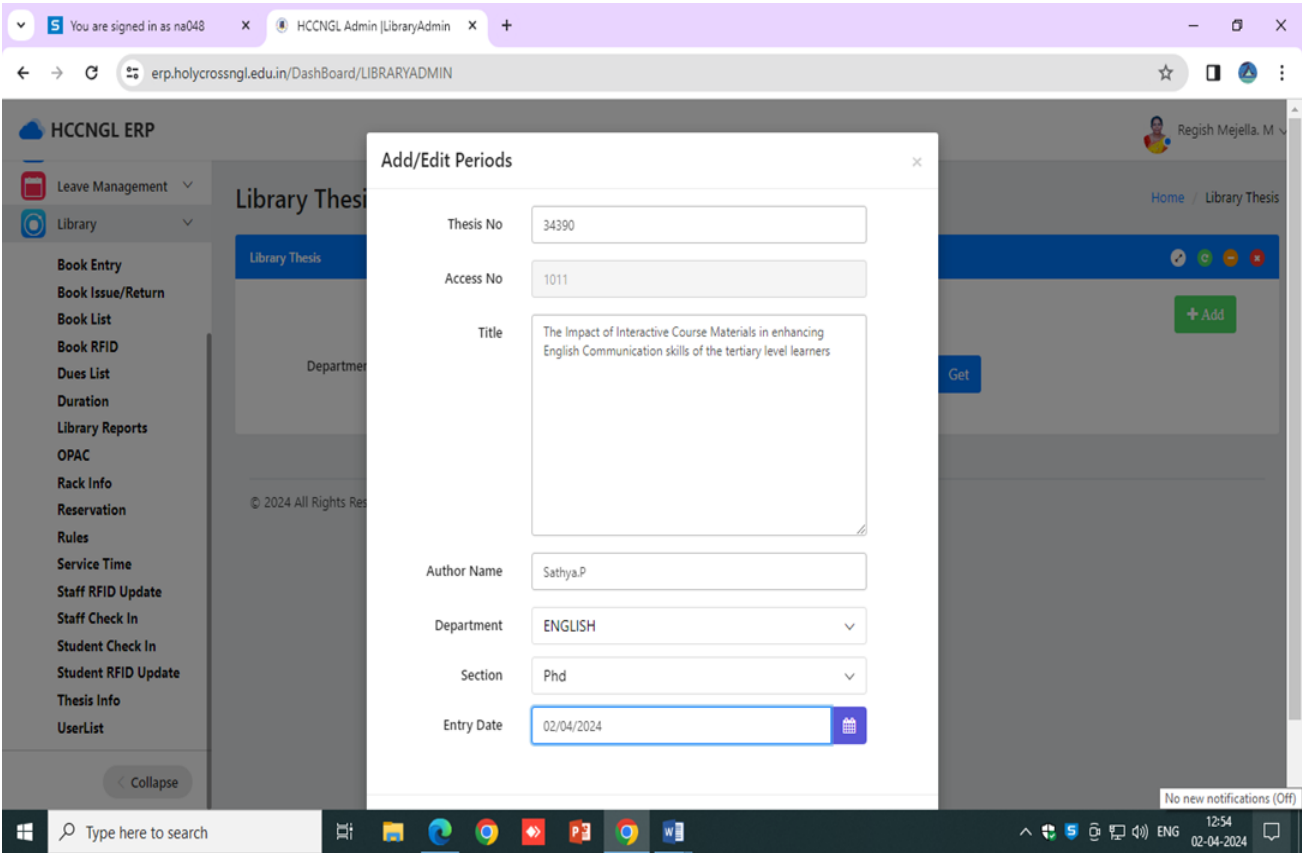 You are signed in as na048
HCCNGL Admin |LibraryAdmin
erp.holycrossngl.edu.in/DashBoard/LIBRARYADMIN
HCCNGL ERP
Regish Mejella. M
Leave Management
Library
Book Entry
Book Issue/Return
Book List
Book RFID
Dues List
Duration
Library Reports
OPAC
Rack Info
Reservation
Rules
Service Time
Staff RFID Update
Staff Check In
Student Check In
Student RFID Update
Thesis Info
UserList
Collapse
Library Thesi
Home / Library Thesis
Library Thesis
+ Add
Departmen
Get
© 2024 All Rights Res
Add/Edit Periods
Thesis No
34390
Access No
1011
Title
The Impact of Interactive Course Materials in enhancing
English Communication skills of the tertiary level learners
Author Name
Sathya.P
Department
ENGLISH
Section
Phd
Entry Date
02/04/2024
No new notifications (Off)
Type here to search
ENG
12:54
02-04-2024